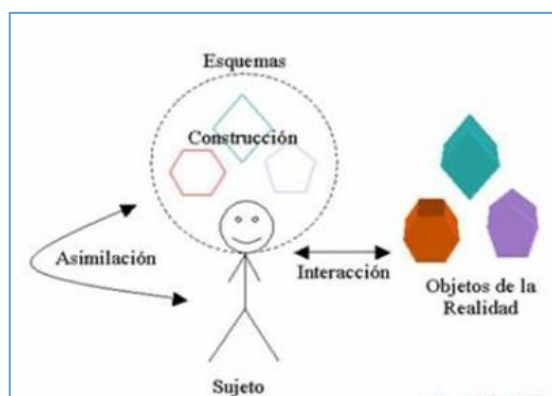 Esquemas
Construcción
Asimilación
Interacción
Objetos de la
Realidad
Sujeto